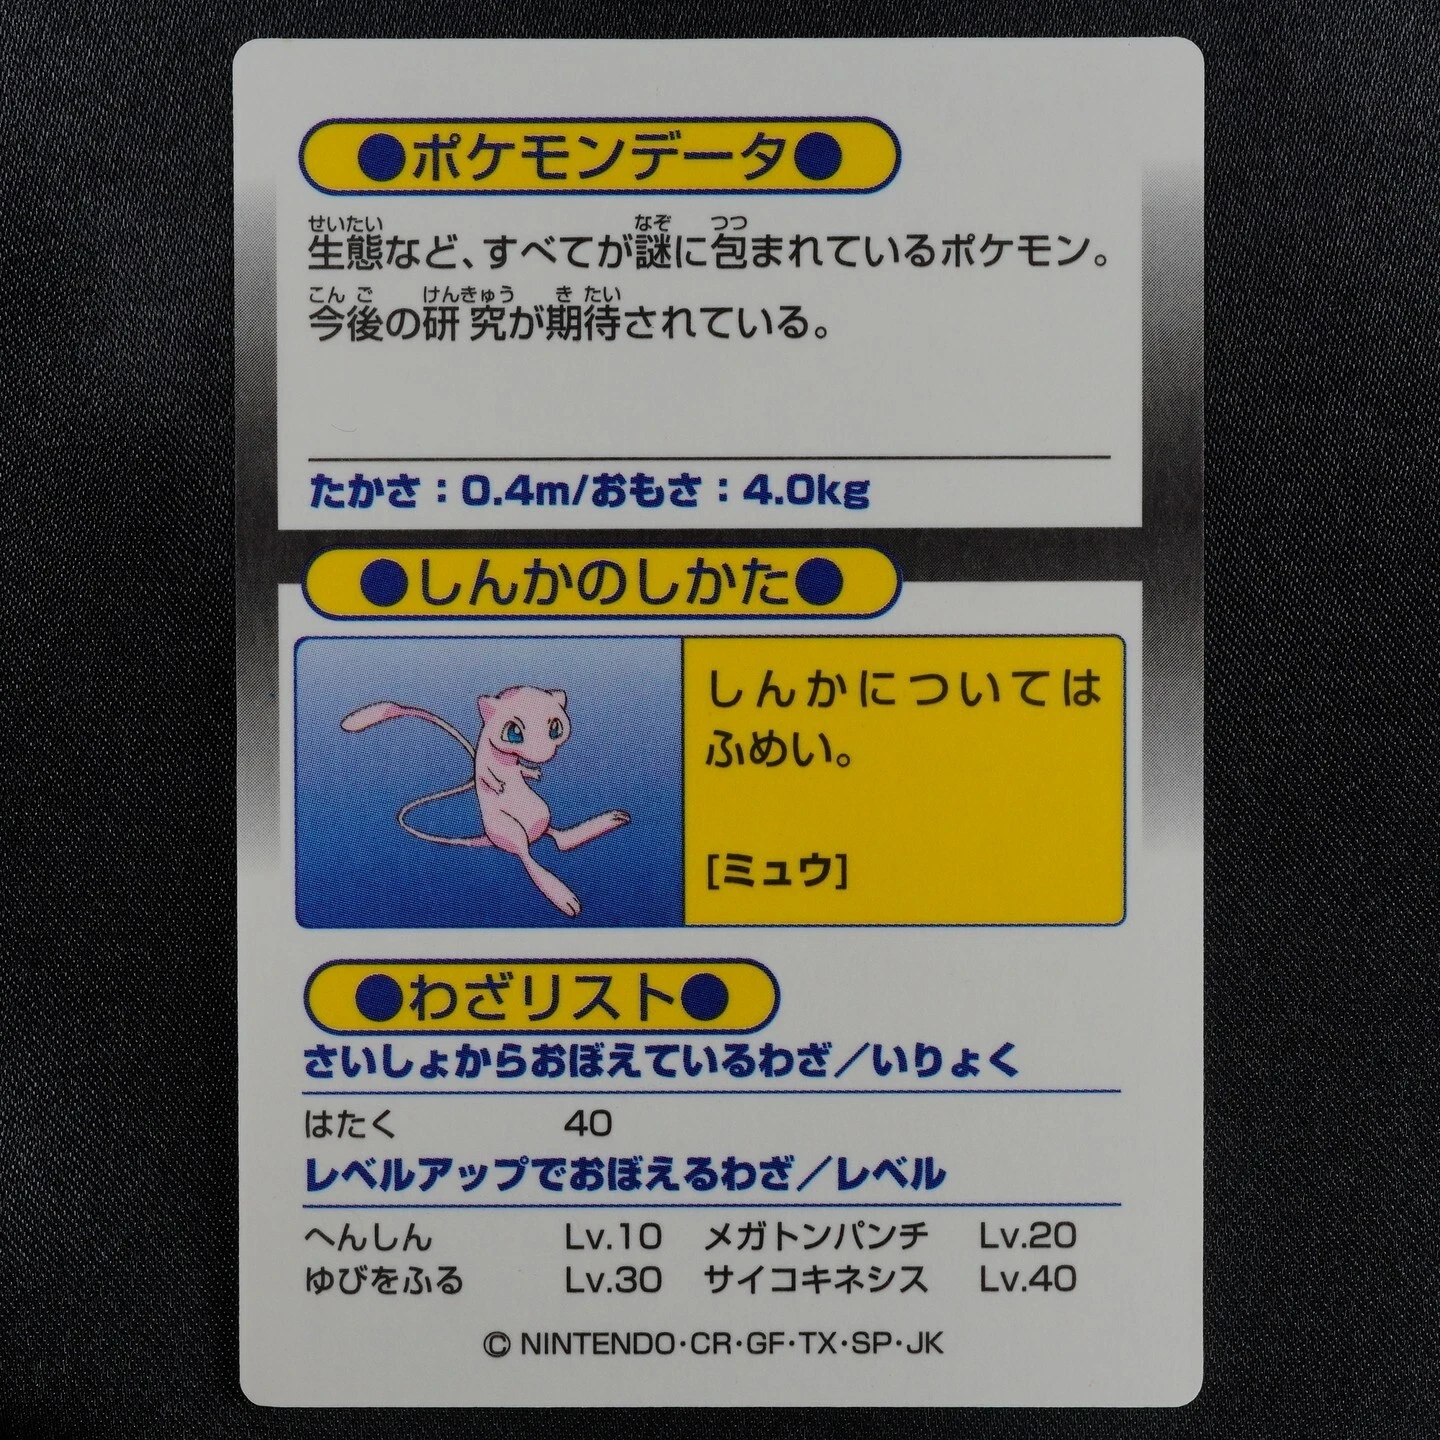 ●ポケモンデータ●
生態など、すべてが謎に包まれているポケモン。
せいたい なぞ つつ
今後の研究が期待されている。
こんご けんきゅう きたい
たかさ：0.4m/おもさ：4.0kg
●しんかのしかた●
しんかについては
ふめい。
[ミュウ]
●わざリスト●
さいしょからおぼえているわざ／いりょく
はたく 40
レベルアップでおぼえるわざ／レベル
へんしん Lv.10 メガトンパンチ Lv.20
ゆびをふる Lv.30 サイコキネシス Lv.40
© NINTENDO・CR・GF・TX・SP・JK